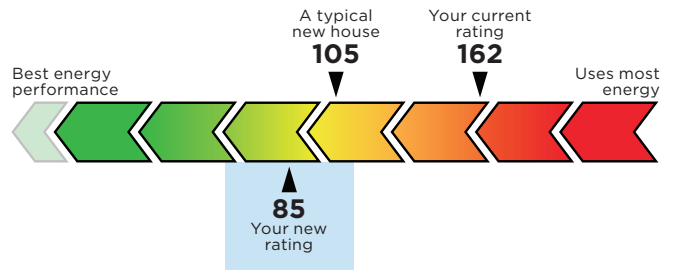 A typical
new house
105
Your current
rating
162
Best energy
performance
Uses most
energy
85
Your new
rating